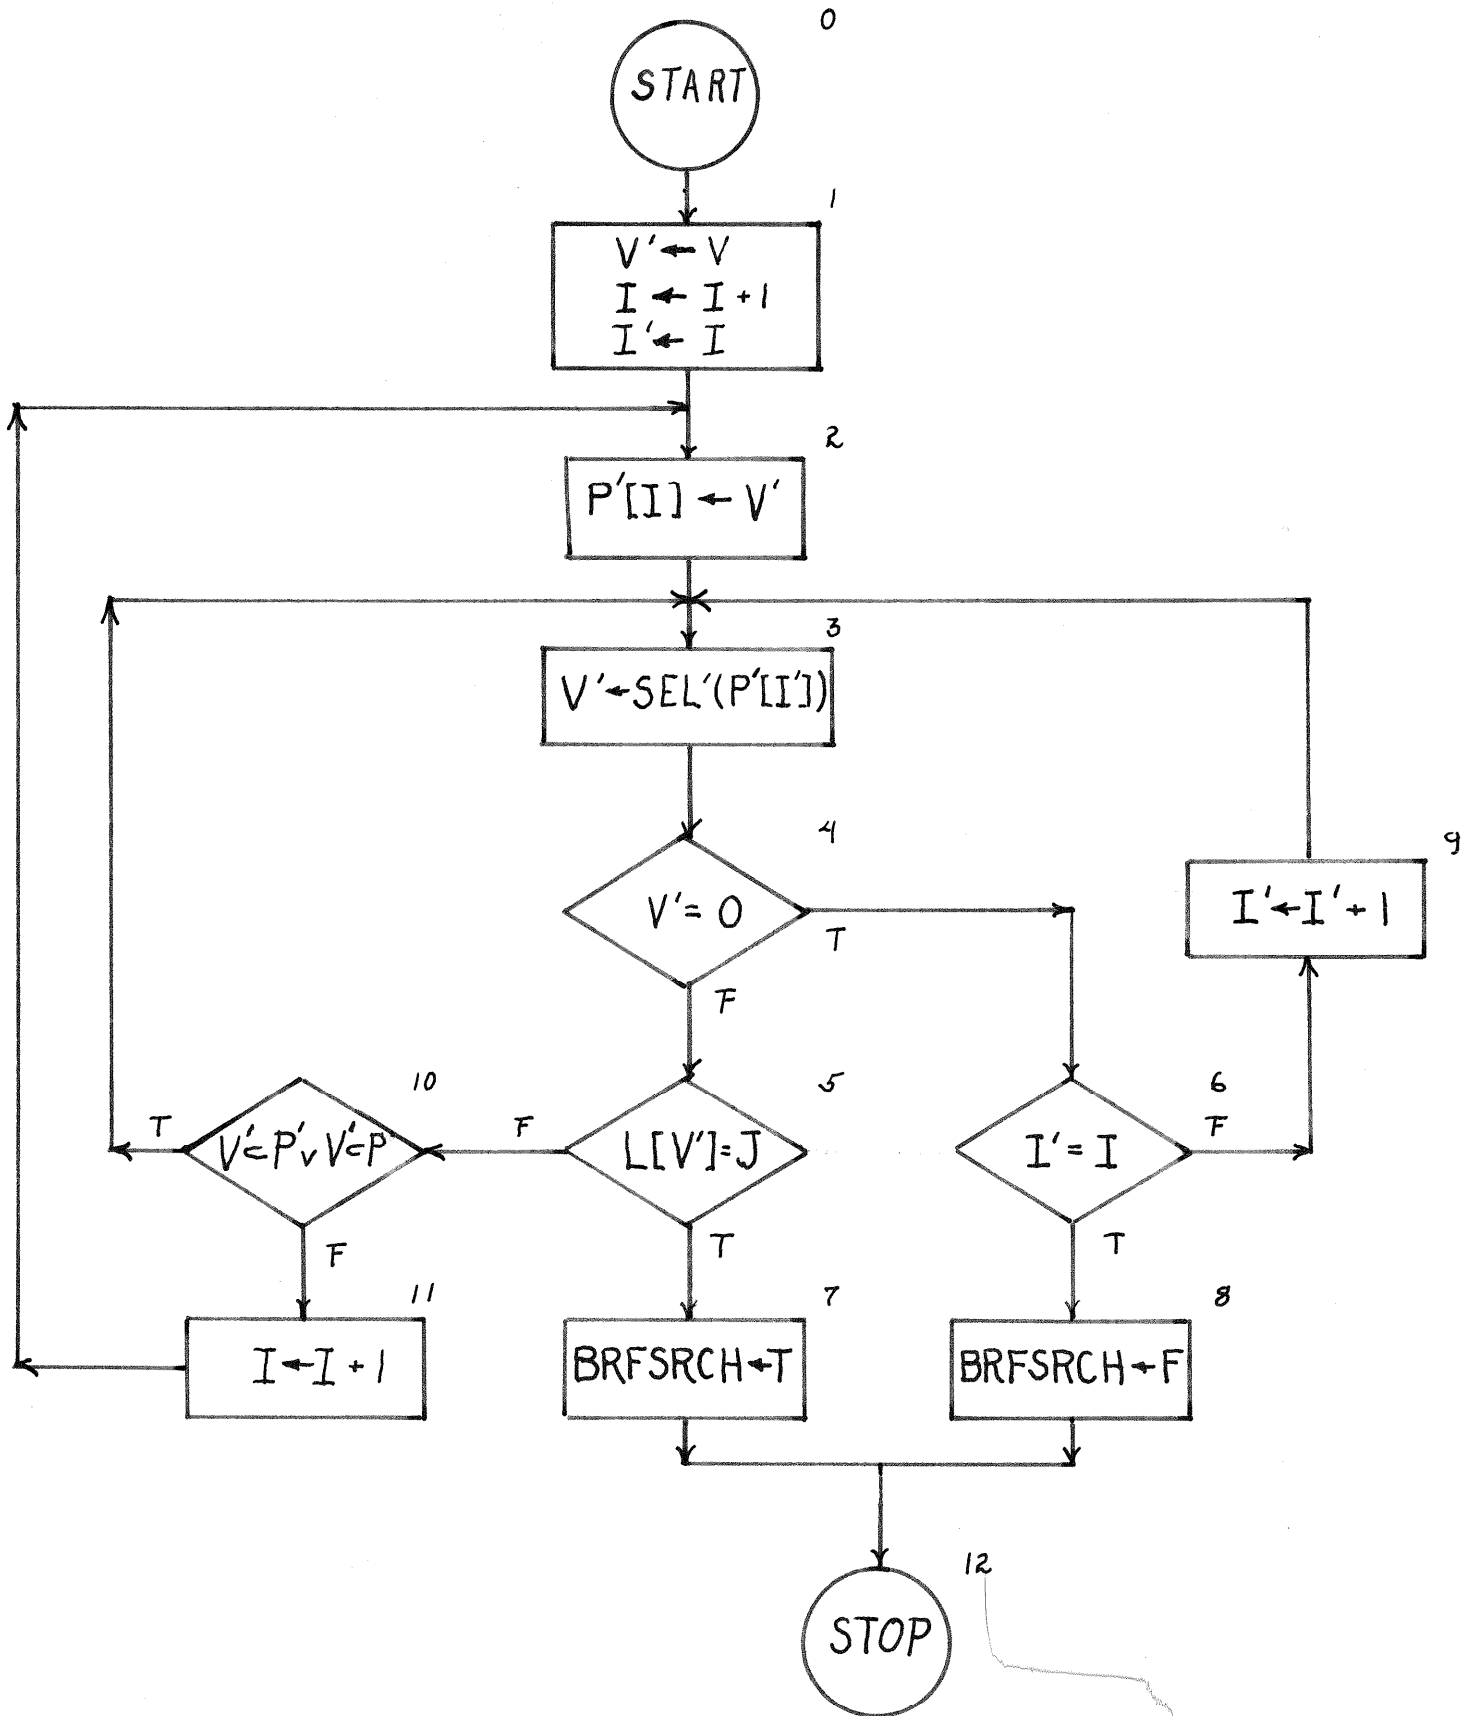 0
START
1
V' ← V
I ← I + 1
I' ← I
2
P'[I] ← V'
3
V' ← SEL'(P'[I'])
4
V' = 0
T
F
9
I' ← I' + 1
10
V' ⊂ P' ∨ V' ⊂ P'
T
F
5
L[V'] = J
F
T
6
I' = I
F
T
11
I ← I + 1
7
BRFSRCH ← T
8
BRFSRCH ← F
12
STOP